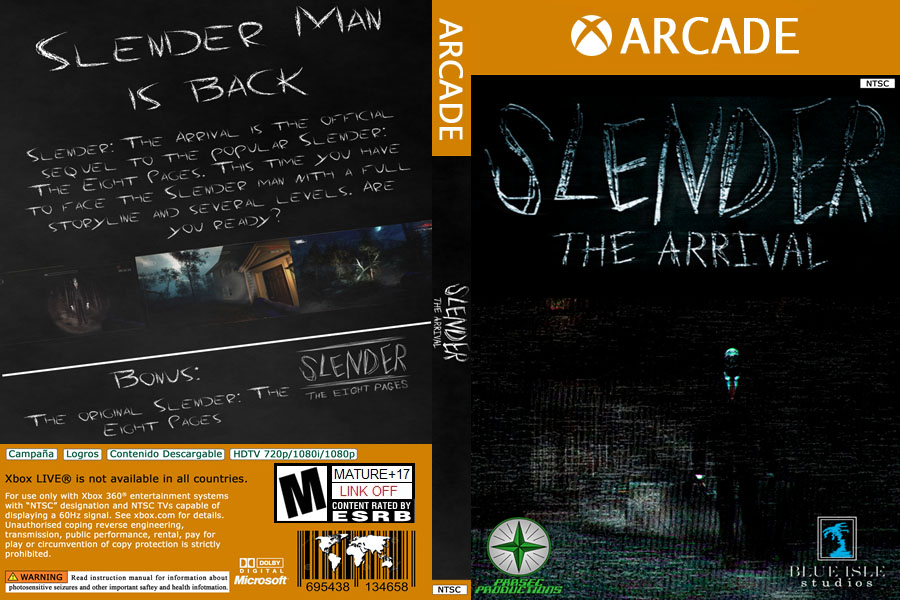 SLENDER MAN
IS BACK
SLENDER: THE ARRIVAL IS THE OFFICIAL
SEQUEL TO THE POPULAR SLENDER:
THE EIGHT PAGES. THIS TIME YOU HAVE
TO FACE THE SLENDER MAN WITH A FULL
STORYLINE AND SEVERAL LEVELS. ARE
YOU READY?
BONUS:
THE ORIGINAL SLENDER: THE
EIGHT PAGES
SLENDER
THE EIGHT PAGES
Campaña Logros Contenido Descargable HDTV 720p/1080i/1080p
Xbox LIVE® is not available in all countries.
For use only with Xbox 360® entertainment systems
with “NTSC” designation and NTSC TVs capable of
displaying a 60Hz signal. See xbox.com for details.
Unauthorised coping reverse engineering,
transmission, public performance, rental, pay for
play or circumvention of copy protection is strictly
prohibited.
WARNING Read instruction manual for information about
photosensitive seizures and other important saftey and health infotmation.
M
MATURE+17
LINK OFF
CONTENT RATED BY
ESRB
DOLBY
DIGITAL
Microsoft
695438 134658
ARCADE
SLENDER
THE ARRIVAL
NTSC
ARCADE
NTSC
SLENDER
THE ARRIVAL
PARSEC
PRODUCTIONS
BLUE ISLE
studios